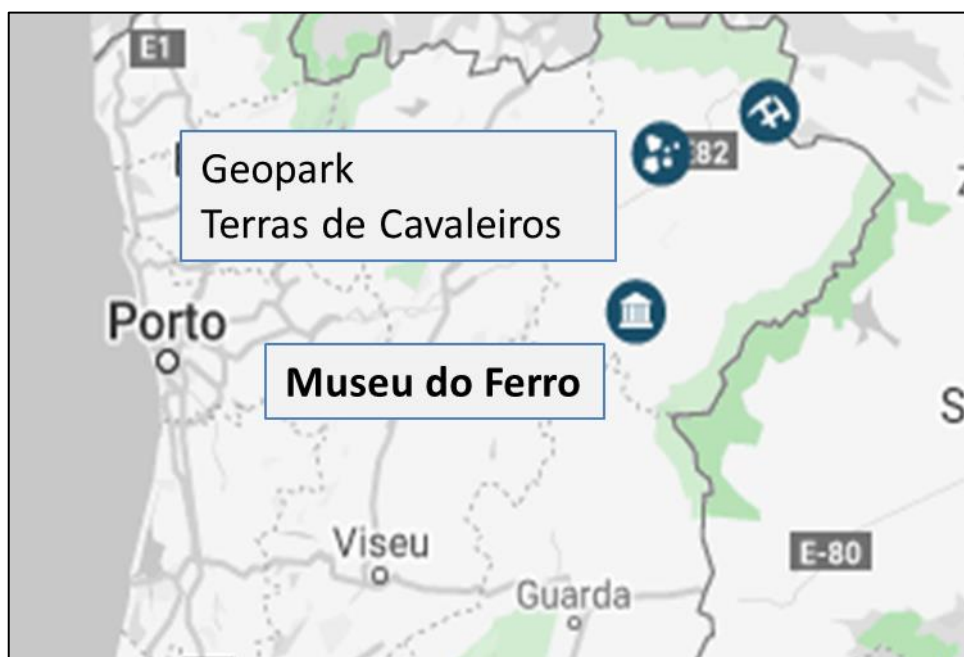 E1
E82
Geopark
Terras de Cavaleiros
Porto
Museu do Ferro
Viseu
E-80
Guarda